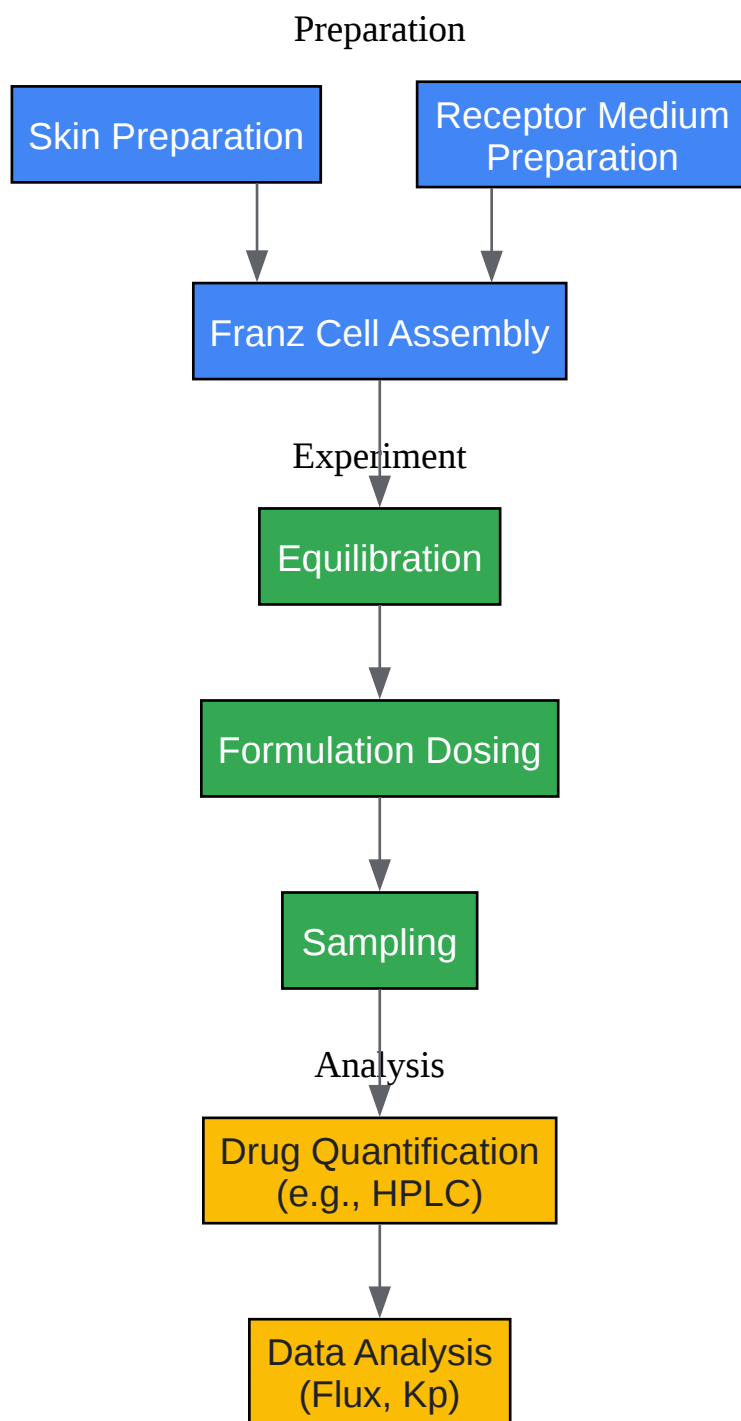 Preparation
Skin Preparation
Receptor Medium
Preparation
Franz Cell Assembly
Experiment
Equilibration
Formulation Dosing
Sampling
Analysis
Drug Quantification
(e.g., HPLC)
Data Analysis
(Flux, Kp)